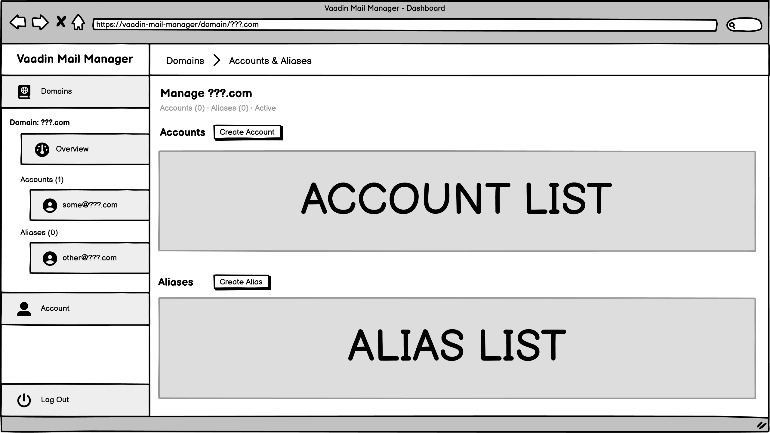 Vaadin Mail Manager - Dashboard
https://vaadin-mail-manager/domain/???.com
Vaadin Mail Manager
Domains
Domain: ???.com
Overview
Accounts (1)
some@???.com
Aliases (0)
other@???.com
Account
Log Out
Domains > Accounts & Aliases
Manage ???.com
Accounts (0) · Aliases (0) · Active
Accounts Create Account
ACCOUNT LIST
Aliases Create Alias
ALIAS LIST